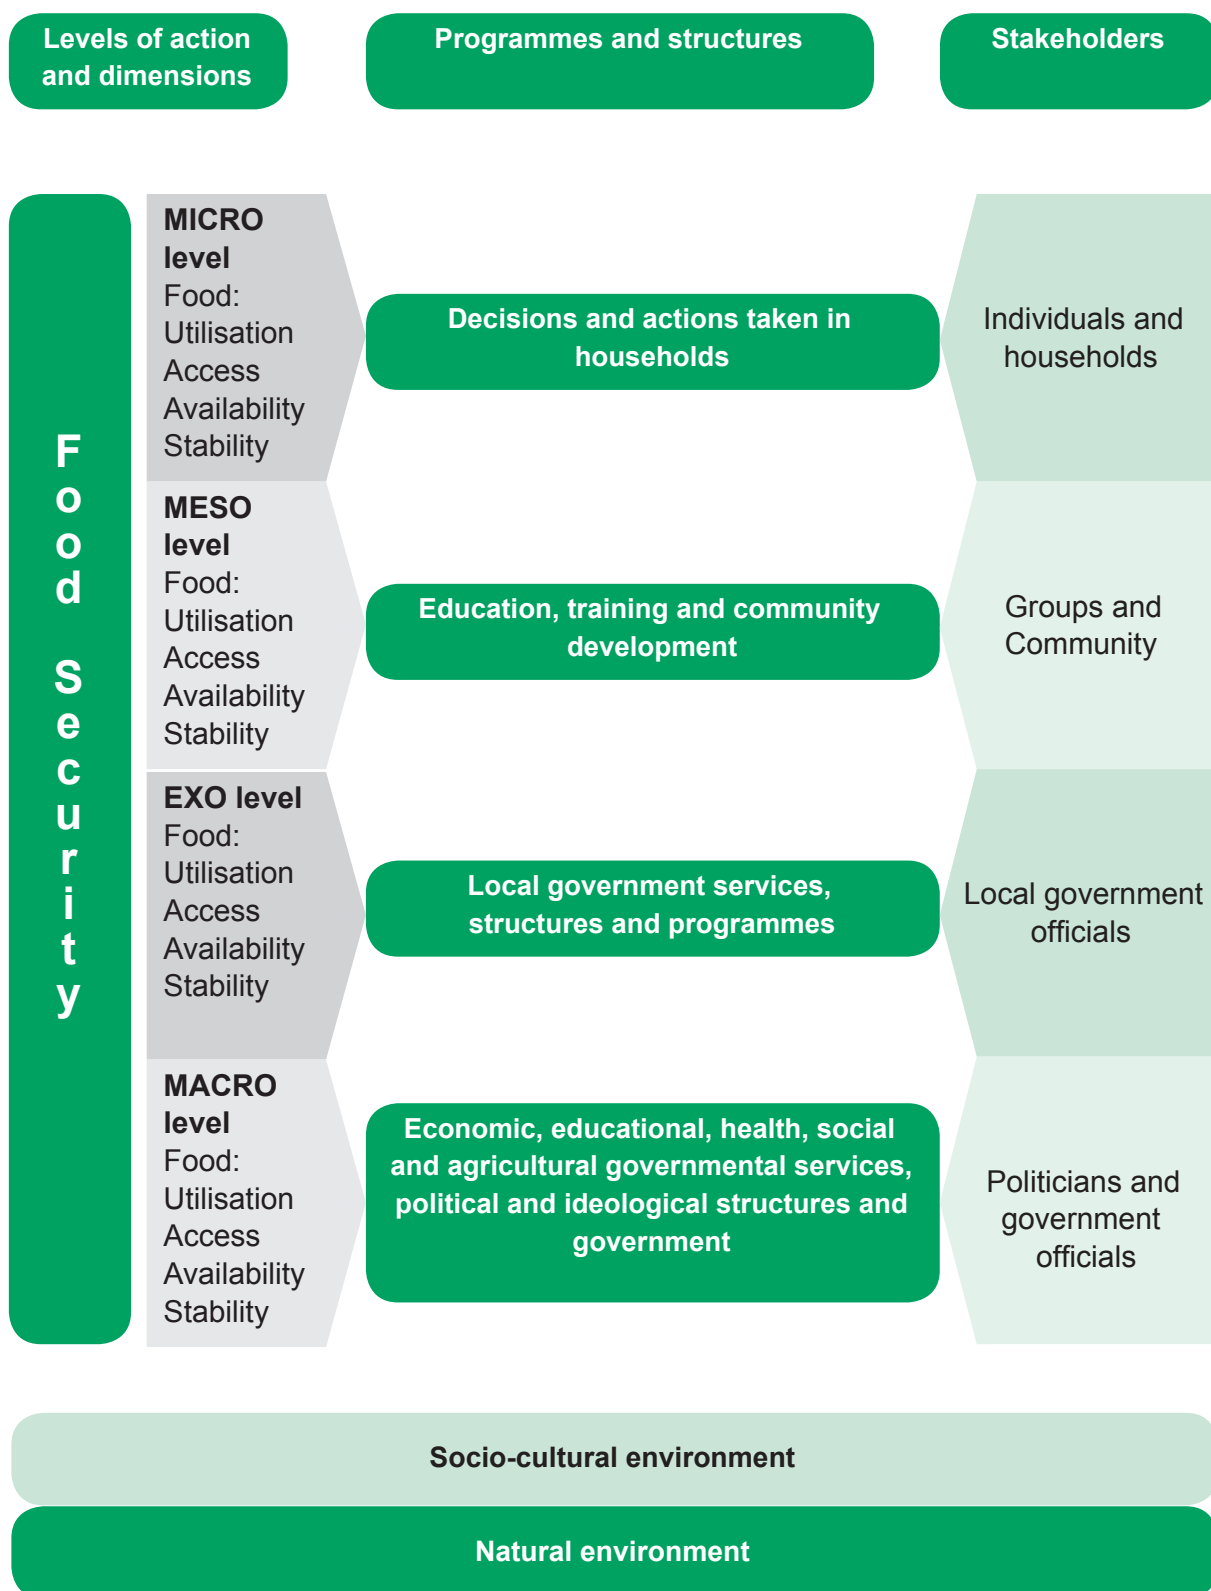 Levels of action
and dimensions
Programmes and structures
Stakeholders
Food Security
MICRO
level
Food:
Utilisation
Access
Availability
Stability
Decisions and actions taken in
households
Individuals and
households
MESO
level
Food:
Utilisation
Access
Availability
Stability
Education, training and community
development
Groups and
Community
EXO level
Food:
Utilisation
Access
Availability
Stability
Local government services,
structures and programmes
Local government
officials
MACRO
level
Food:
Utilisation
Access
Availability
Stability
Economic, educational, health, social
and agricultural governmental services,
political and ideological structures and
government
Politicians and
government
officials
Socio-cultural environment
Natural environment